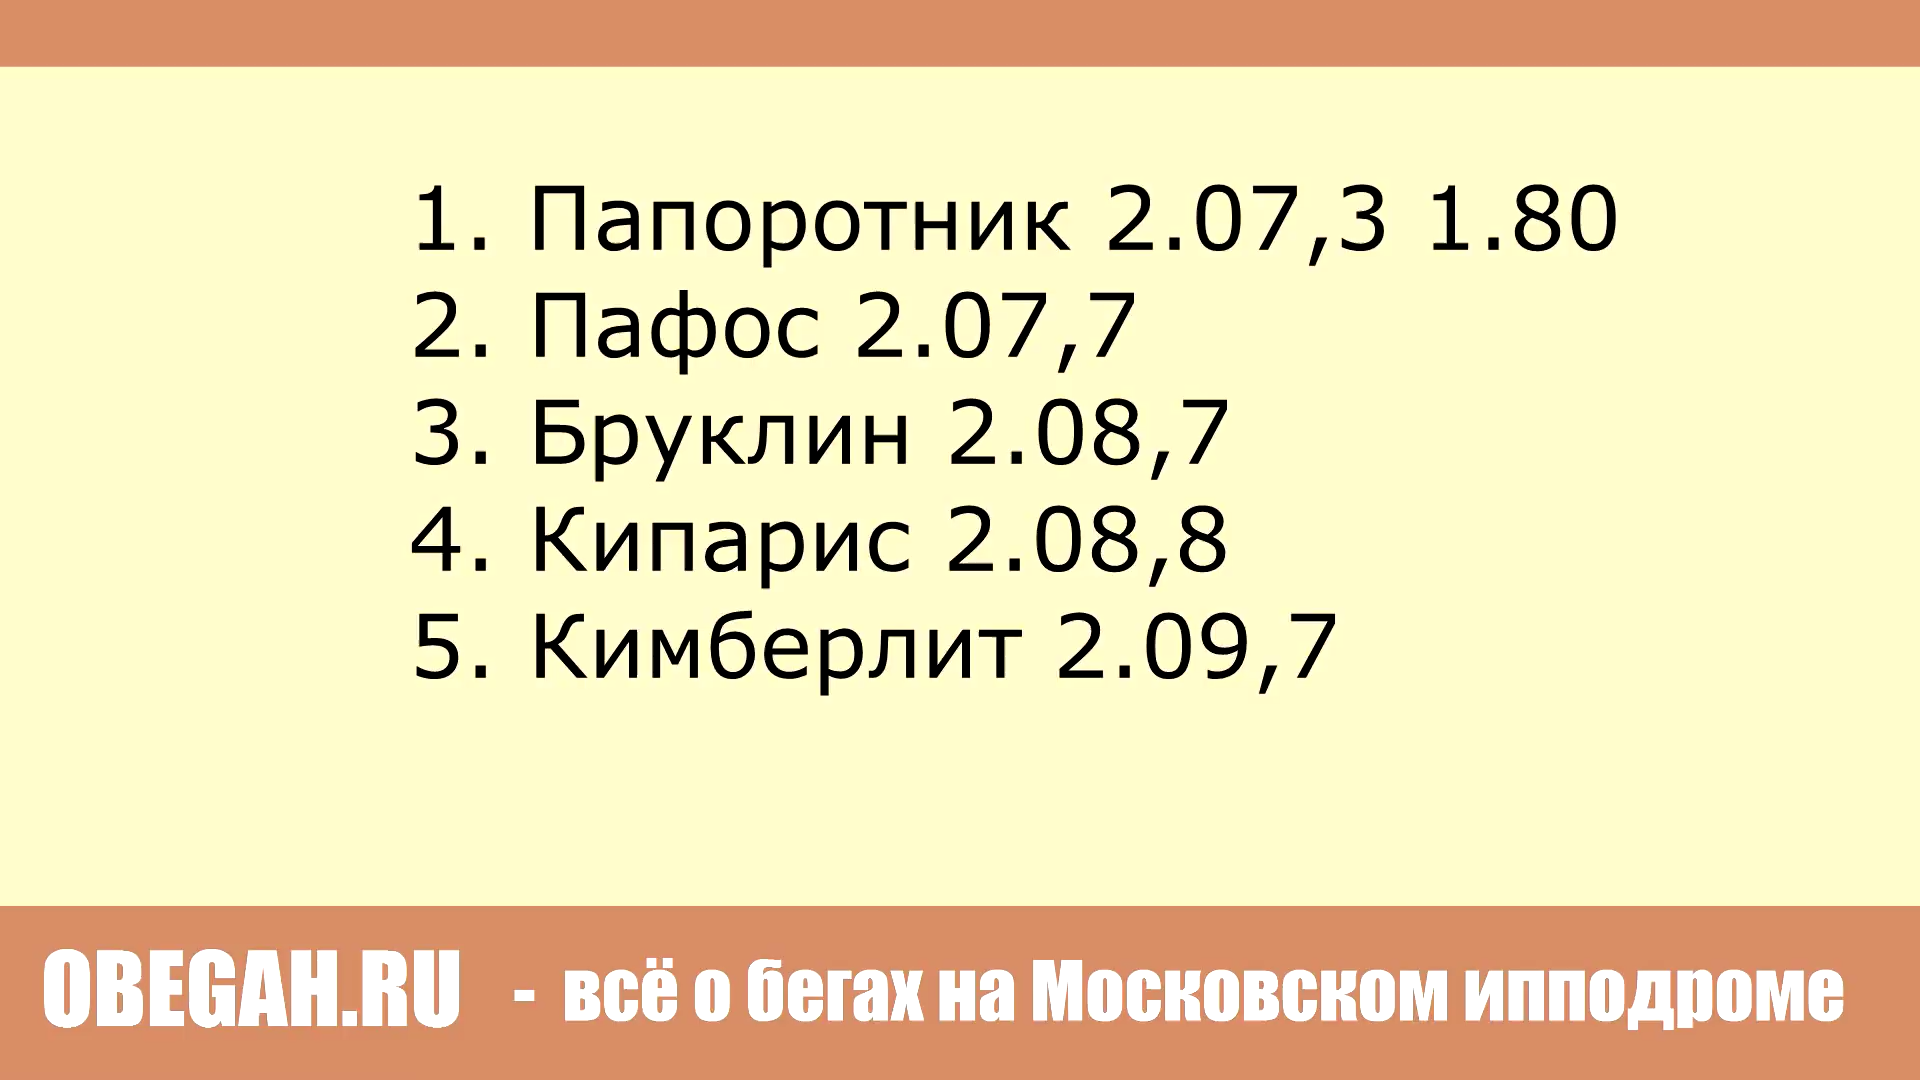 1. Папоротник 2.07,3 1.80
2. Пафос 2.07,7
3. Бруклин 2.08,7
4. Кипарис 2.08,8
5. Кимберлит 2.09,7
OBEGAH.RU - всё о бегах на Московском ипподроме